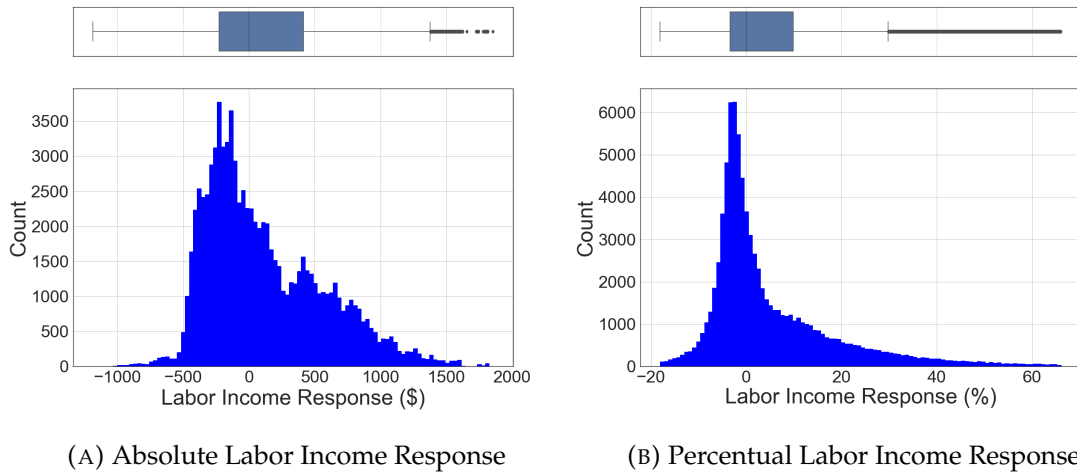 3500
3000
2500
2000
1500
1000
500
0
Count
−1000 −500 0 500 1000 1500 2000
Labor Income Response ($)
(A) Absolute Labor Income Response
6000
5000
4000
3000
2000
1000
0
Count
−20 0 20 40 60
Labor Income Response (%)
(B) Percentual Labor Income Response